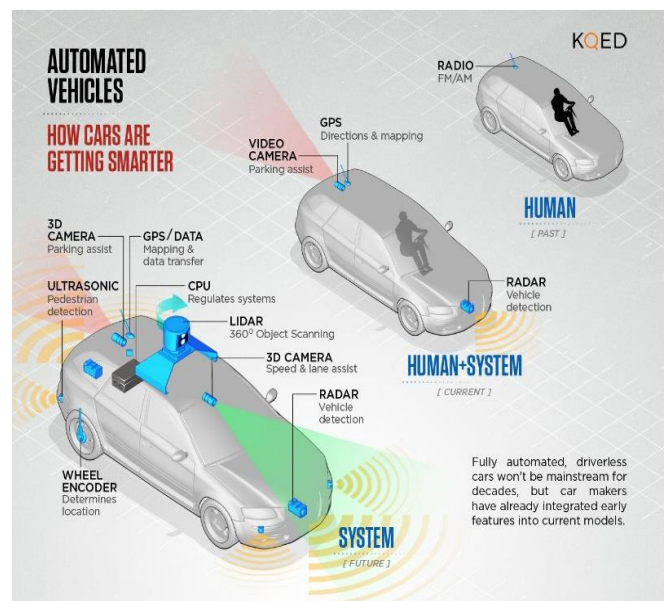 AUTOMATED
VEHICLES
HOW CARS ARE
GETTING SMARTER
KQED
RADIO
FM/AM
HUMAN
[ PAST ]
GPS
Directions & mapping
VIDEO
CAMERA
Parking assist
RADAR
Vehicle
detection
HUMAN+SYSTEM
[ CURRENT ]
3D
CAMERA
Parking assist
GPS/DATA
Mapping &
data transfer
ULTRASONIC
Pedestrian
detection
CPU
Regulates systems
LIDAR
360° Object Scanning
3D CAMERA
Speed & lane assist
RADAR
Vehicle
detection
WHEEL
ENCODER
Determines
location
SYSTEM
[ FUTURE ]
Fully automated, driverless
cars won't be mainstream for
decades, but car makers
have already integrated early
features into current models.